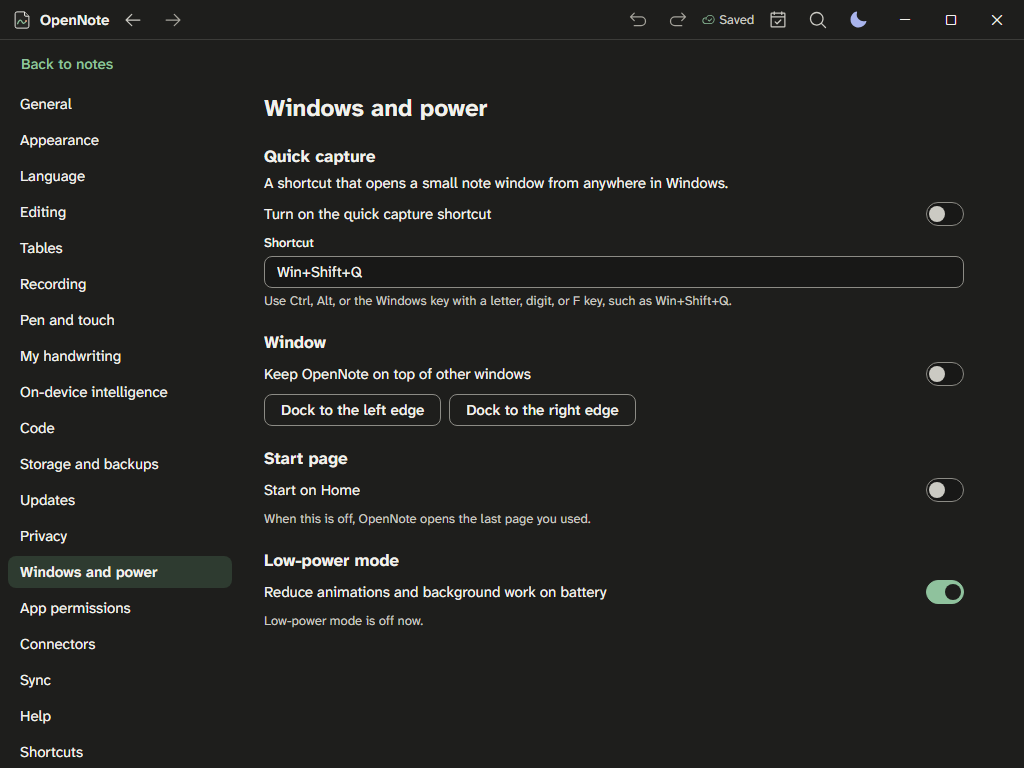 OpenNote
Saved
Back to notes
General
Appearance
Language
Editing
Tables
Recording
Pen and touch
My handwriting
On-device intelligence
Code
Storage and backups
Updates
Privacy
Windows and power
App permissions
Connectors
Sync
Help
Shortcuts
Windows and power
Quick capture
A shortcut that opens a small note window from anywhere in Windows.
Turn on the quick capture shortcut
Shortcut
Win+Shift+Q
Use Ctrl, Alt, or the Windows key with a letter, digit, or F key, such as Win+Shift+Q.
Window
Keep OpenNote on top of other windows
Dock to the left edge
Dock to the right edge
Start page
Start on Home
When this is off, OpenNote opens the last page you used.
Low-power mode
Reduce animations and background work on battery
Low-power mode is off now.